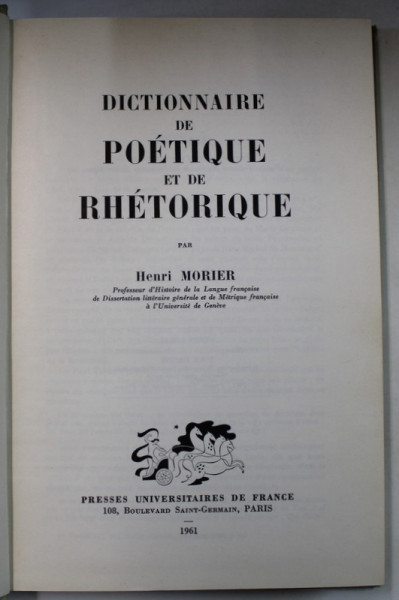 DICTIONNAIRE
DE
POÉTIQUE
ET DE
RHÉTORIQUE
PAR
Henri MORIER
Professeur d'Histoire de la Langue française
de Dissertation littéraire générale et de Métrique française
à l'Université de Genève
PRESSES UNIVERSITAIRES DE FRANCE
108, BOULEVARD SAINT-GERMAIN, PARIS
—
1961